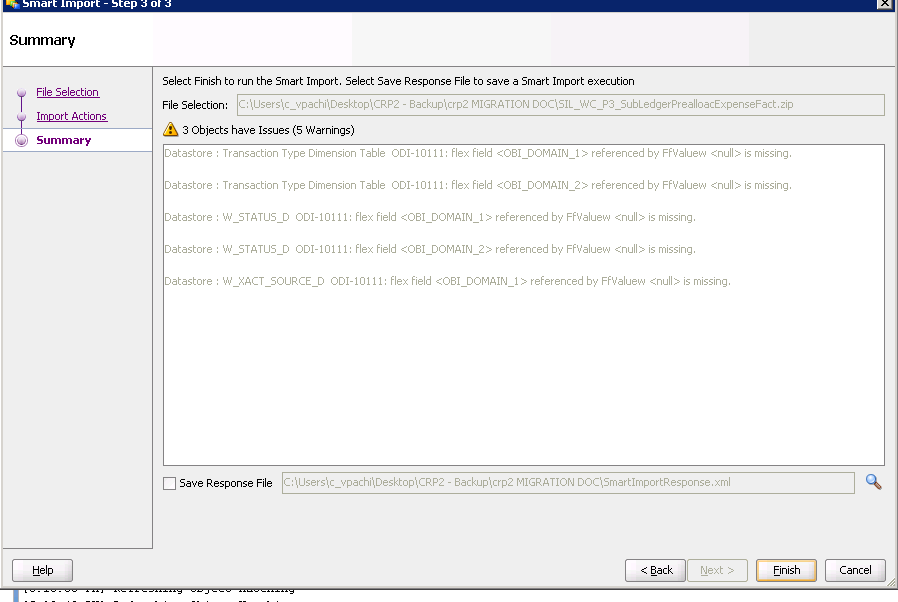 Smart Import - Step 3 of 3
Summary
Select Finish to run the Smart Import. Select Save Response File to save a Smart Import execution
File Selection
File Selection: C:\Users\c_vpachi\Desktop\CRP2 - Backup\crp2 MIGRATION DOC\SIL_WC_P3_SubLedgerPrealloacExpenseFact.zip
Import Actions
3 Objects have Issues (5 Warnings)
Summary
Datastore : Transaction Type Dimension Table ODI-10111: flex field <OBI_DOMAIN_1> referenced by FfValuew <null> is missing.
Datastore : Transaction Type Dimension Table ODI-10111: flex field <OBI_DOMAIN_2> referenced by FfValuew <null> is missing.
Datastore : W_STATUS_D ODI-10111: flex field <OBI_DOMAIN_1> referenced by FfValuew <null> is missing.
Datastore : W_STATUS_D ODI-10111: flex field <OBI_DOMAIN_2> referenced by FfValuew <null> is missing.
Datastore : W_XACT_SOURCE_D ODI-10111: flex field <OBI_DOMAIN_1> referenced by FfValuew <null> is missing.
Save Response File C:\Users\c_vpachi\Desktop\CRP2 - Backup\crp2 MIGRATION DOC\SmartImportResponse.xml
Help < Back Next > Finish Cancel
Refreshing Object